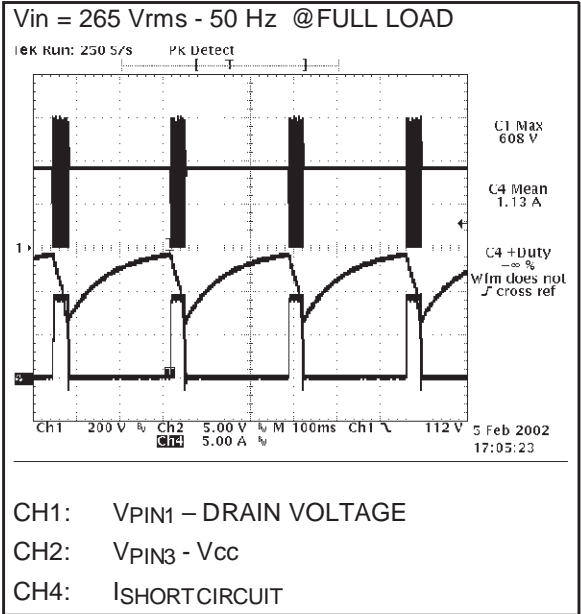 Vin = 265 Vrms - 50 Hz @FULL LOAD
Tek Run: 250 S/s Pk Detect
T
C1 Max
608 V
C4 Mean
1.13 A
C4 +Duty
-∞ %
Wfm does not
cross ref
1
T
4
Ch1 200 V Ch2 5.00 V M 100ms Ch1 112 V
Ch4 5.00 A
5 Feb 2002
17:05:23
CH1: VPIN1 – DRAIN VOLTAGE
CH2: VPIN3 - Vcc
CH4: ISHORTCIRCUIT